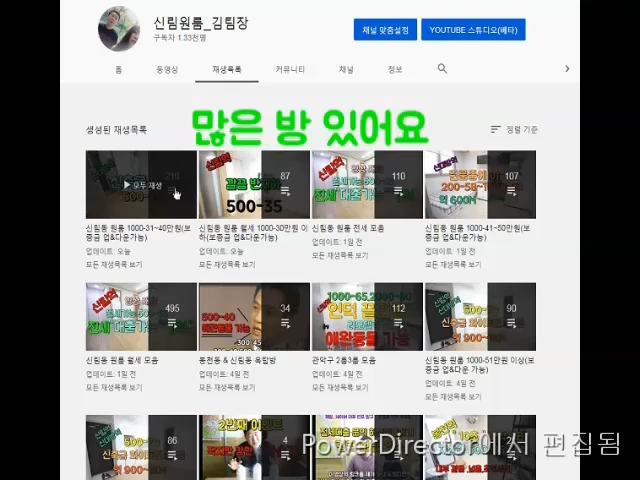 신림원룸_김팀장
구독자 1.33천명
채널 맞춤설정
YOUTUBE 스튜디오(베타)
홈
동영상
재생목록
커뮤니티
채널
정보
많은 방 있어요
생성된 재생목록
정렬 기준
모두 재생
87
500-35
110
107
신림동 원룸 1000-31~40만원(보
증금 업&다운가능)
업데이트: 오늘
모든 재생목록 보기
신림동 원룸 월세 1000-30만원 이
하(보증금 업&다운가능)
업데이트: 오늘
모든 재생목록 보기
신림동 원룸 전세 모음
업데이트: 1일 전
모든 재생목록 보기
신림동 원룸 1000-41~50만원(보
증금 업&다운가능)
업데이트: 1일 전
모든 재생목록 보기
495
500-40
애완동물 가능
300-45
34
112
90
신림동 원룸 월세 모음
업데이트: 1일 전
모든 재생목록 보기
봉천동 & 신림동 옥탑방
업데이트: 4일 전
모든 재생목록 보기
관악구 2룸3룸 모음
업데이트: 4일 전
모든 재생목록 보기
신림동 원룸 1000-51만원 이상(보
증금 업&다운 가능)
업데이트: 4일 전
모든 재생목록 보기
86
2번째 이벤트
4
PowerDirector에서 편집됨